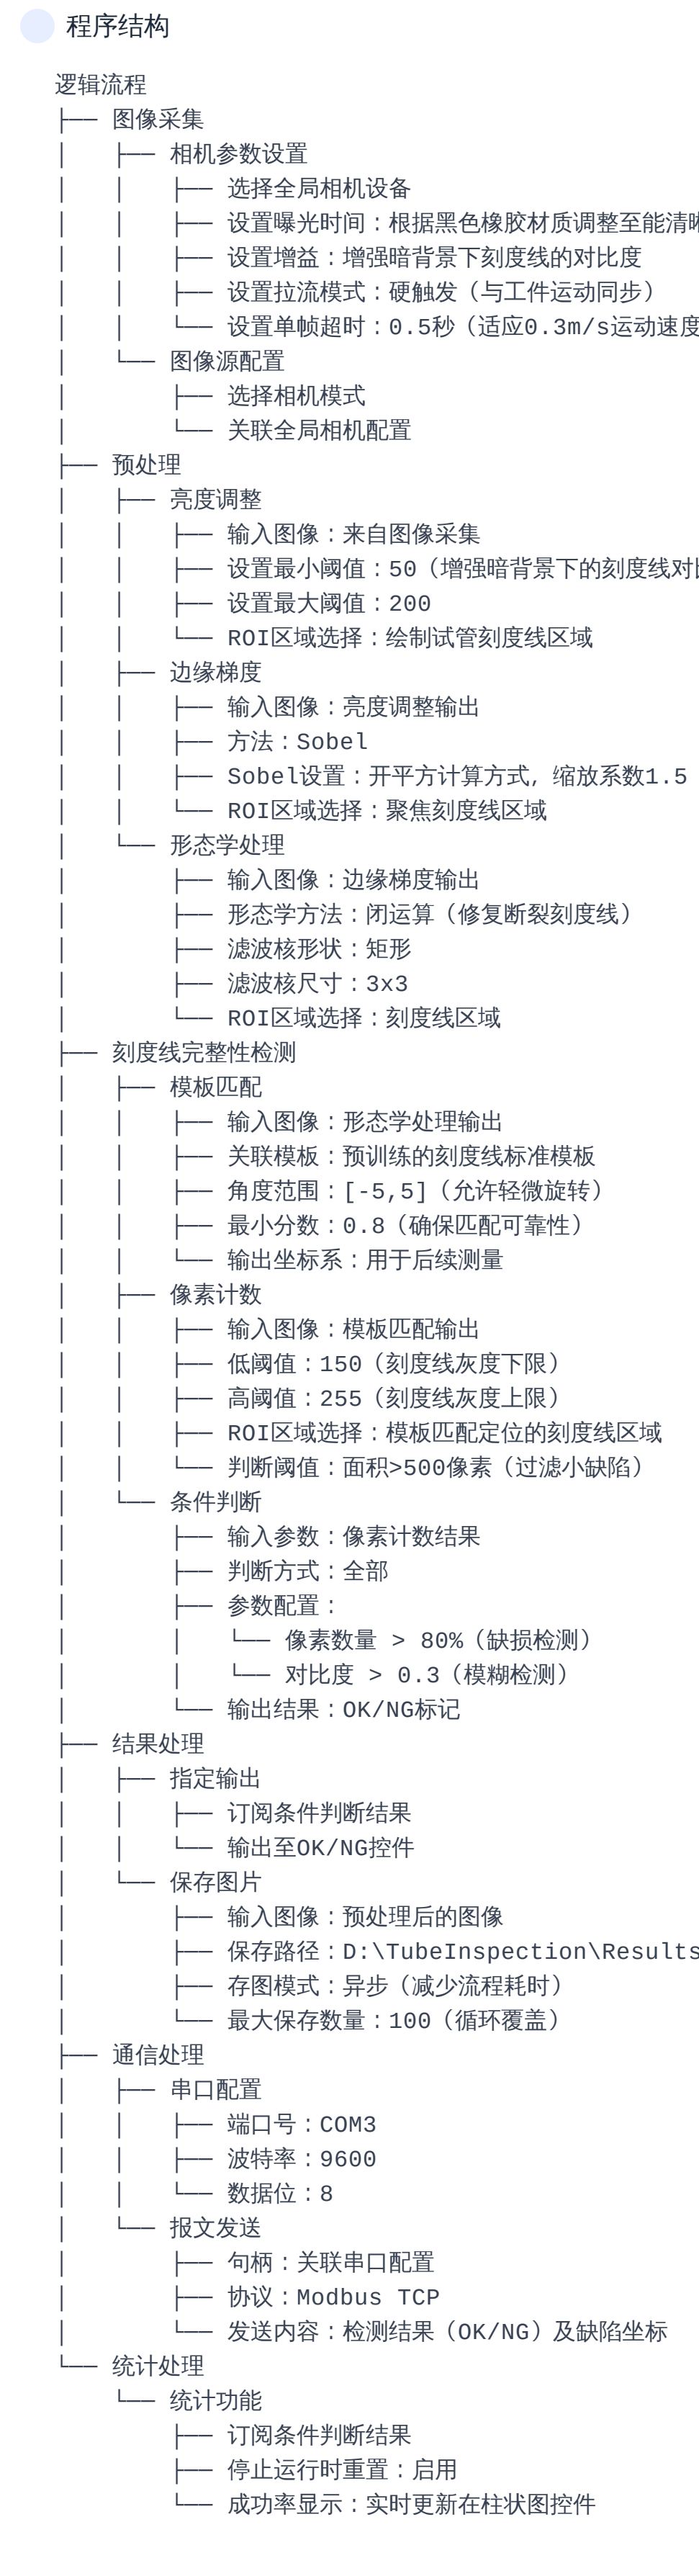 程序结构
逻辑流程
├── 图像采集
│   ├── 相机参数设置
│   │   ├── 选择全局相机设备
│   │   ├── 设置曝光时间：根据黑色橡胶材质调整至能清晰
│   │   ├── 设置增益：增强暗背景下刻度线的对比度
│   │   ├── 设置拉流模式：硬触发（与工件运动同步）
│   │   └── 设置单帧超时：0.5秒（适应0.3m/s运动速度
│   └── 图像源配置
│       ├── 选择相机模式
│       └── 关联全局相机配置
├── 预处理
│   ├── 亮度调整
│   │   ├── 输入图像：来自图像采集
│   │   ├── 设置最小阈值：50（增强暗背景下的刻度线对比
│   │   ├── 设置最大阈值：200
│   │   └── ROI区域选择：绘制试管刻度线区域
│   ├── 边缘梯度
│   │   ├── 输入图像：亮度调整输出
│   │   ├── 方法：Sobel
│   │   ├── Sobel设置：开平方计算方式，缩放系数1.5
│   │   └── ROI区域选择：聚焦刻度线区域
│   └── 形态学处理
│       ├── 输入图像：边缘梯度输出
│       ├── 形态学方法：闭运算（修复断裂刻度线）
│       ├── 滤波核形状：矩形
│       ├── 滤波核尺寸：3x3
│       └── ROI区域选择：刻度线区域
├── 刻度线完整性检测
│   ├── 模板匹配
│   │   ├── 输入图像：形态学处理输出
│   │   ├── 关联模板：预训练的刻度线标准模板
│   │   ├── 角度范围：[-5,5]（允许轻微旋转）
│   │   ├── 最小分数：0.8（确保匹配可靠性）
│   │   └── 输出坐标系：用于后续测量
│   ├── 像素计数
│   │   ├── 输入图像：模板匹配输出
│   │   ├── 低阈值：150（刻度线灰度下限）
│   │   ├── 高阈值：255（刻度线灰度上限）
│   │   ├── ROI区域选择：模板匹配定位的刻度线区域
│   │   └── 判断阈值：面积>500像素（过滤小缺陷）
│   └── 条件判断
│       ├── 输入参数：像素计数结果
│       ├── 判断方式：全部
│       ├── 参数配置：
│       │   └── 像素数量 > 80%（缺损检测）
│       │   └── 对比度 > 0.3（模糊检测）
│       └── 输出结果：OK/NG标记
├── 结果处理
│   ├── 指定输出
│   │   ├── 订阅条件判断结果
│   │   └── 输出至OK/NG控件
│   └── 保存图片
│       ├── 输入图像：预处理后的图像
│       ├── 保存路径：D:\TubeInspection\Results
│       ├── 存图模式：异步（减少流程耗时）
│       └── 最大保存数量：100（循环覆盖）
├── 通信处理
│   ├── 串口配置
│   │   ├── 端口号：COM3
│   │   ├── 波特率：9600
│   │   └── 数据位：8
│   └── 报文发送
│       ├── 句柄：关联串口配置
│       ├── 协议：Modbus TCP
│       └── 发送内容：检测结果（OK/NG）及缺陷坐标
└── 统计处理
    └── 统计功能
        ├── 订阅条件判断结果
        ├── 停止运行时重置：启用
        └── 成功率显示：实时更新在柱状图控件